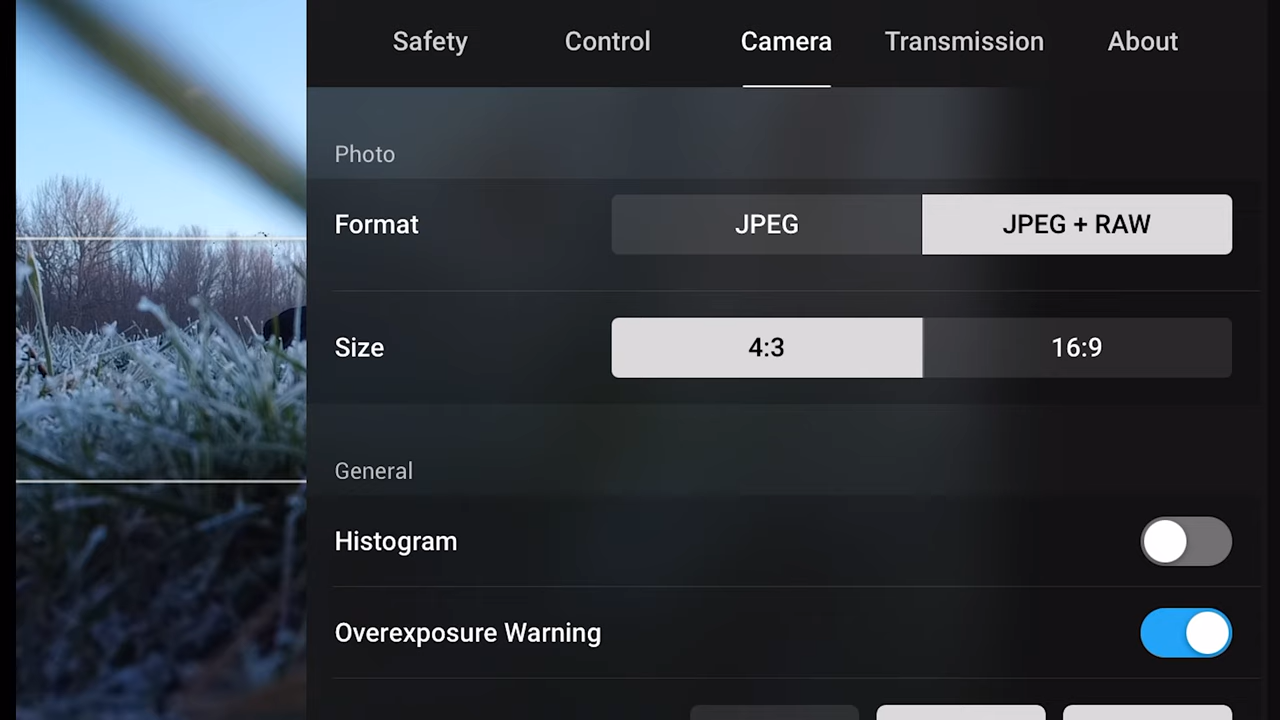 Safety Control Camera Transmission About
Photo
Format JPEG JPEG + RAW
Size 4:3 16:9
General
Histogram
Overexposure Warning